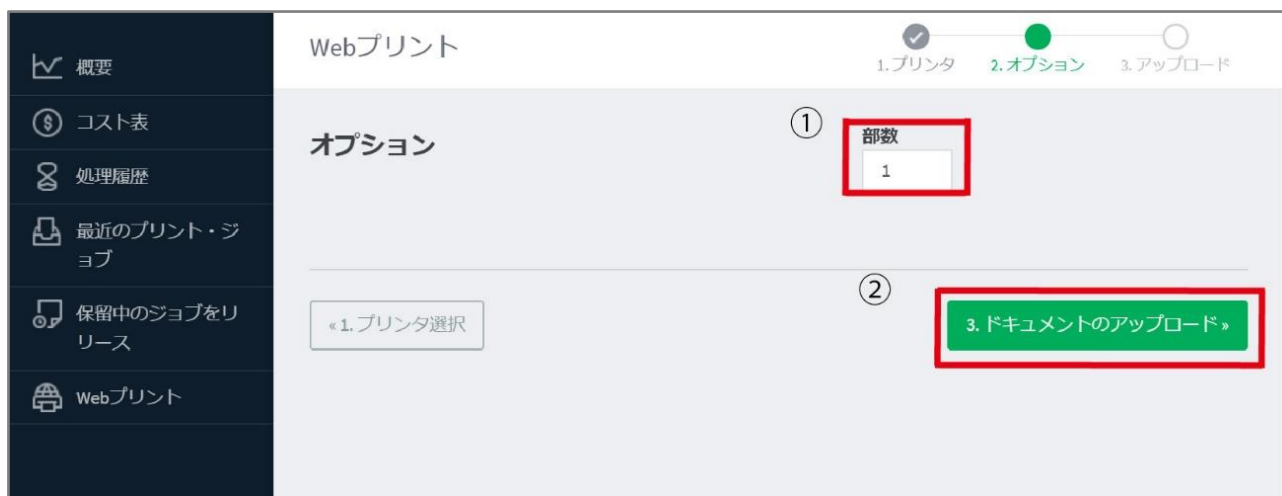 概要
コスト表
処理履歴
最近のプリント・ジ
ョブ
保留中のジョブをリ
リース
Webプリント
Webプリント
1.プリンタ
2.オプション
3.アップロード
オプション
①
部数
1
②
«1.プリンタ選択
3.ドキュメントのアップロード»